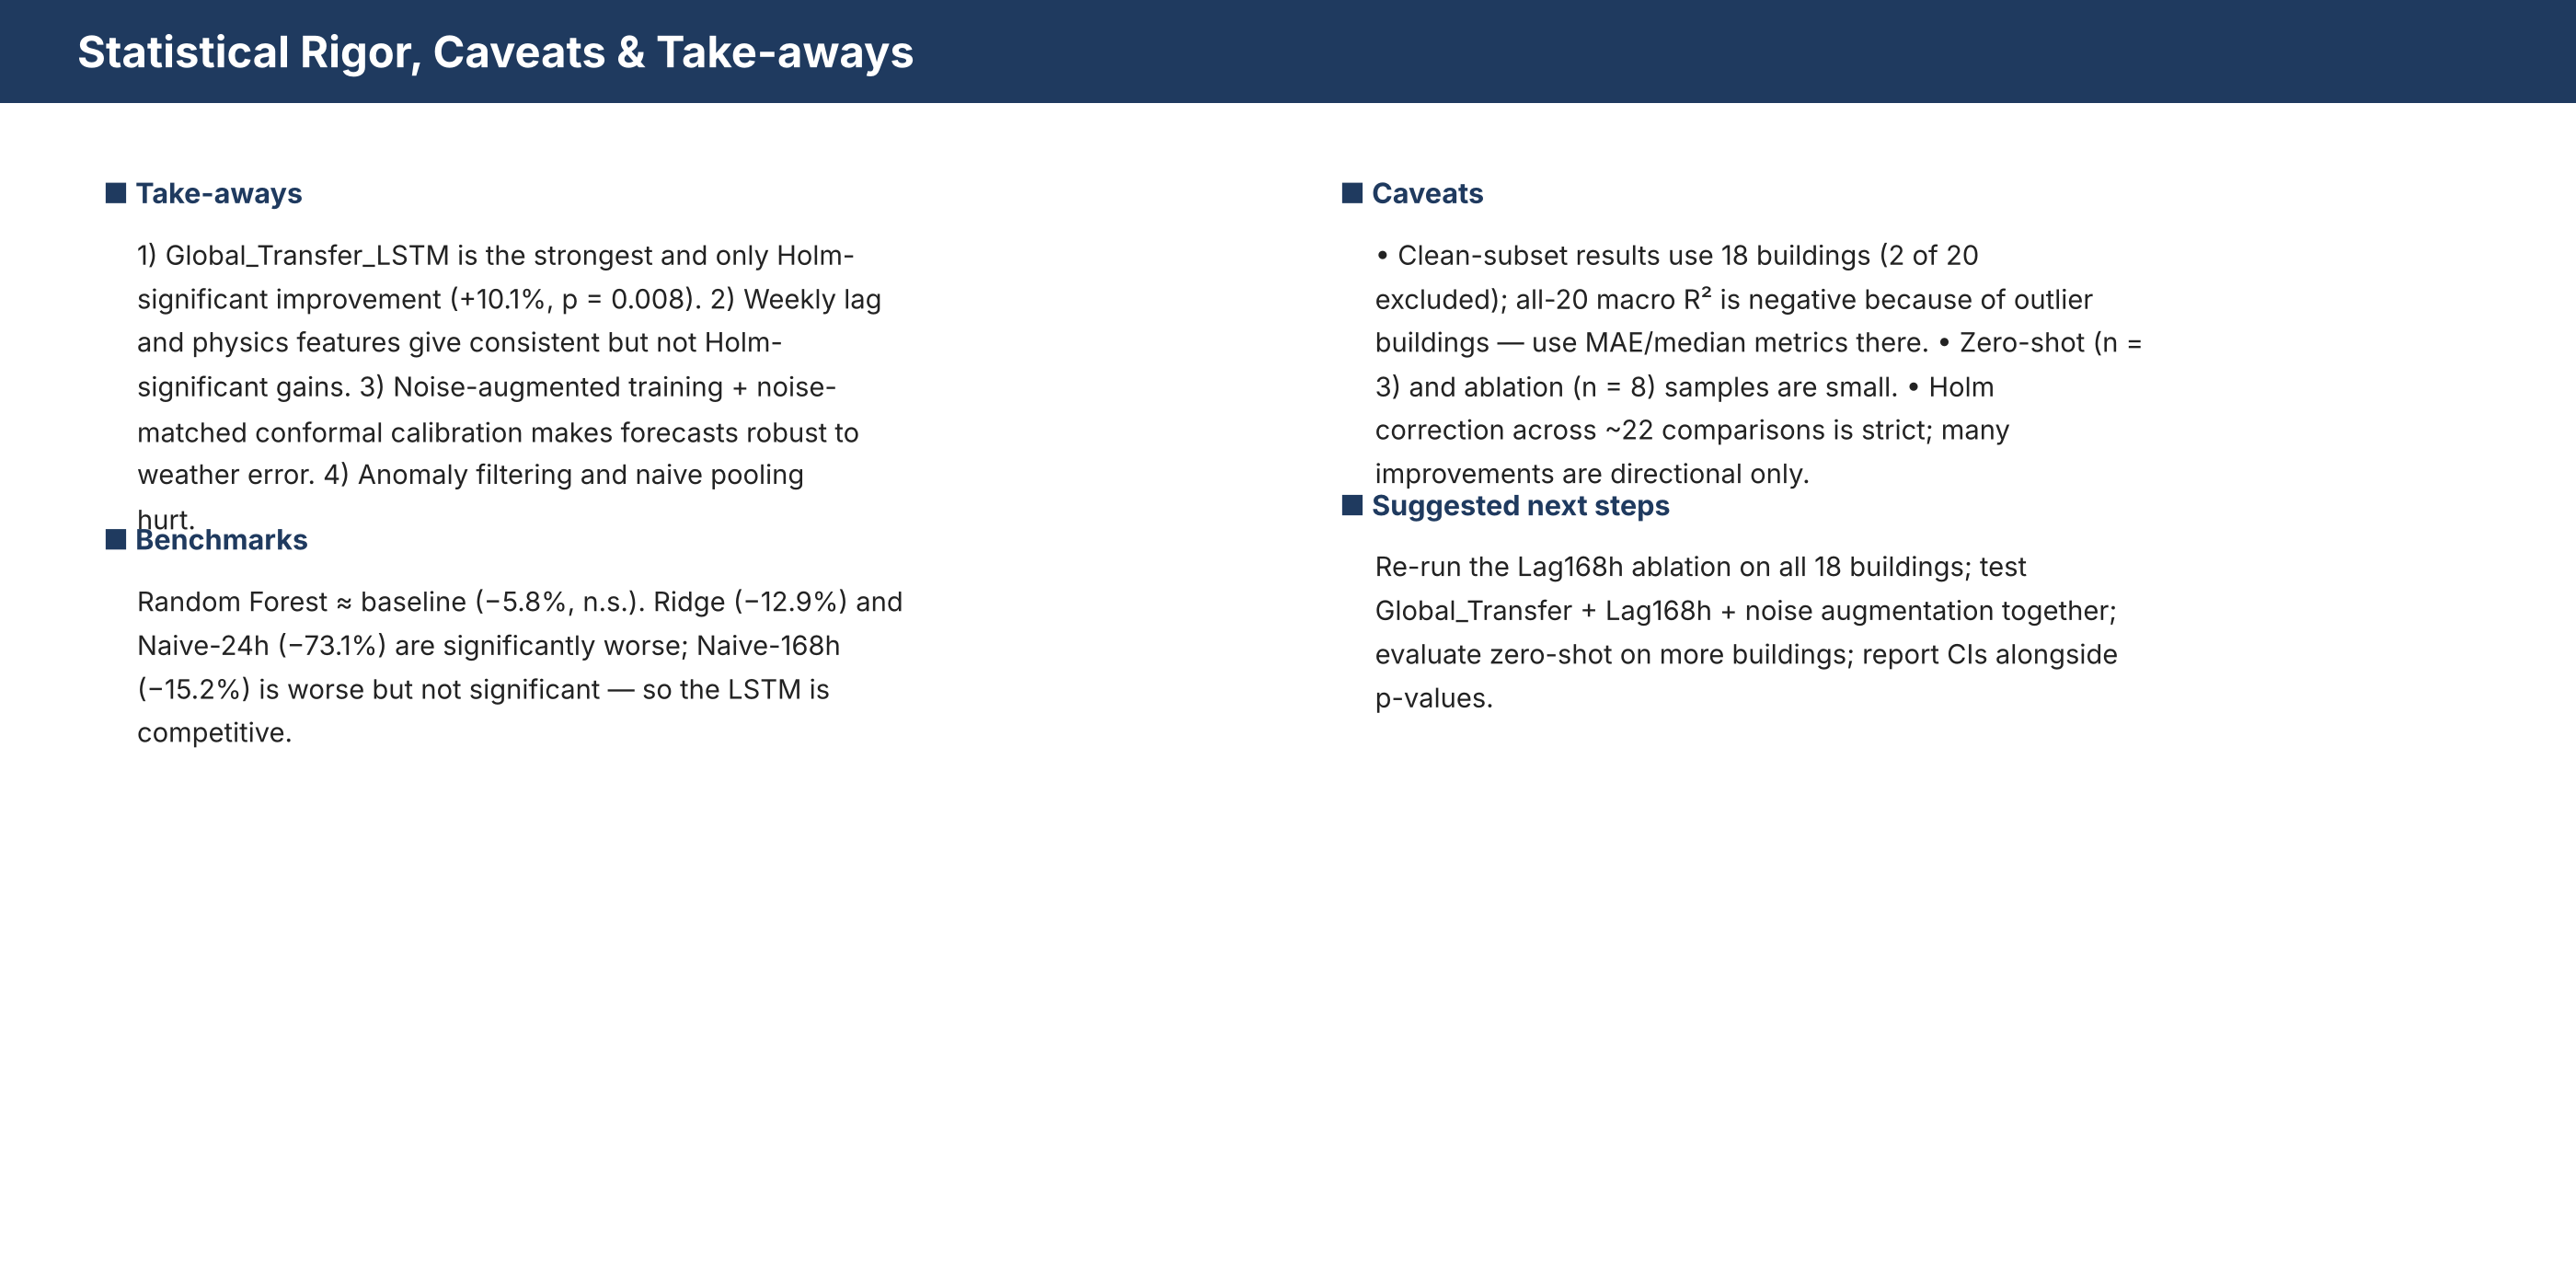 Statistical Rigor, Caveats & Take-aways
Take-aways
1) Global_Transfer_LSTM is the strongest and only Holm-
significant improvement (+10.1%, p = 0.008). 2) Weekly lag
and physics features give consistent but not Holm-
significant gains. 3) Noise-augmented training + noise-
matched conformal calibration makes forecasts robust to
weather error. 4) Anomaly filtering and naive pooling
hurt.
Benchmarks
Random Forest ≈ baseline (−5.8%, n.s.). Ridge (−12.9%) and
Naive-24h (−73.1%) are significantly worse; Naive-168h
(−15.2%) is worse but not significant — so the LSTM is
competitive.
Caveats
• Clean-subset results use 18 buildings (2 of 20
excluded); all-20 macro R² is negative because of outlier
buildings — use MAE/median metrics there. • Zero-shot (n =
3) and ablation (n = 8) samples are small. • Holm
correction across ~22 comparisons is strict; many
improvements are directional only.
Suggested next steps
Re-run the Lag168h ablation on all 18 buildings; test
Global_Transfer + Lag168h + noise augmentation together;
evaluate zero-shot on more buildings; report CIs alongside
p-values.